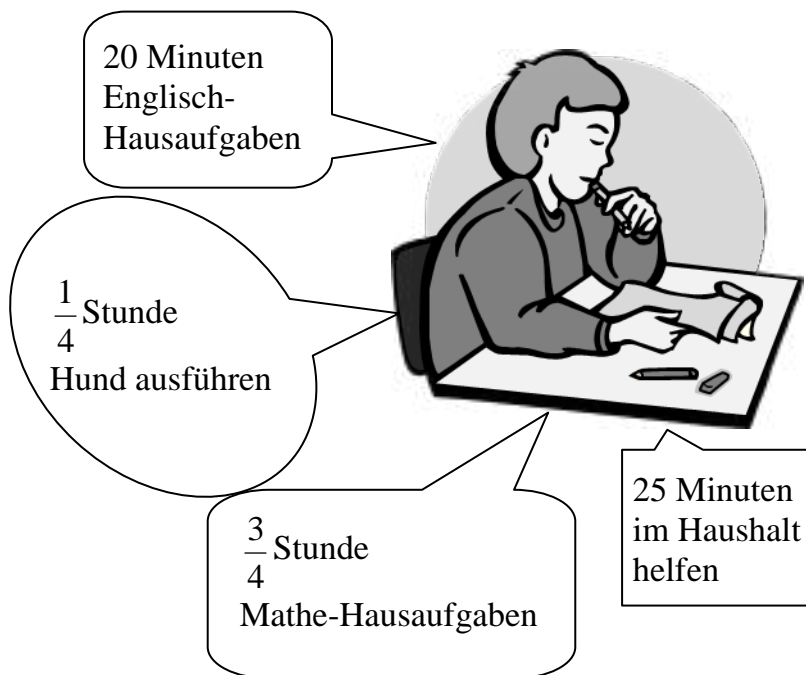 20 Minuten
Englisch-
Hausaufgaben
1/4 Stunde
Hund ausführen
3/4 Stunde
Mathe-Hausaufgaben
25 Minuten
im Haushalt
helfen